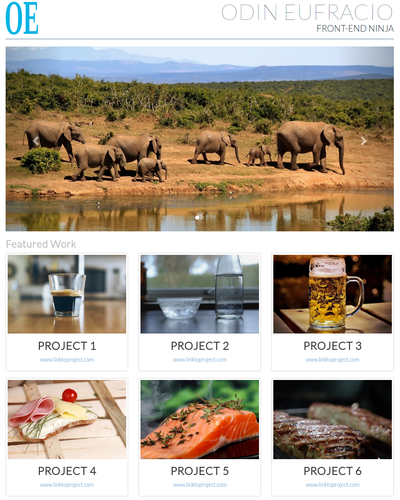 OE
ODIN EUFRACIO
FRONT-END NINJA
Featured Work
PROJECT 1
www.linktoproject.com
PROJECT 2
www.linktoproject.com
PROJECT 3
www.linktoproject.com
PROJECT 4
www.linktoproject.com
PROJECT 5
www.linktoproject.com
PROJECT 6
www.linktoproject.com